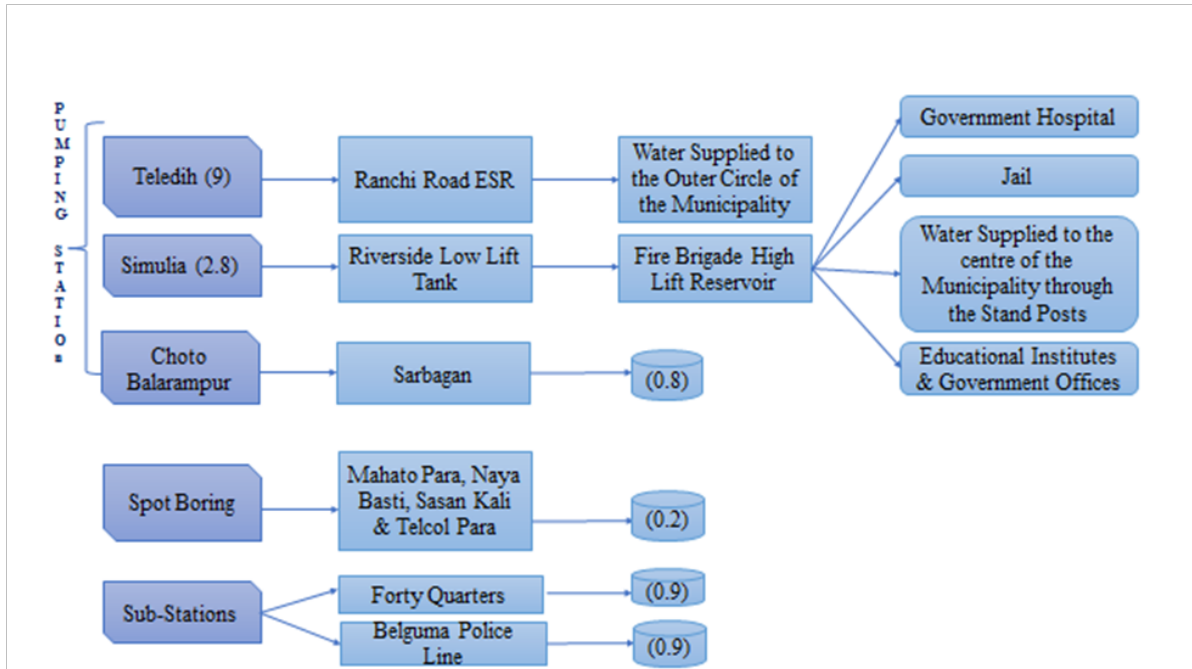 PUMPING STATIOn
Teledih (9)
Ranchi Road ESR
Water Supplied to
the Outer Circle of
the Municipality
Simulia (2.8)
Riverside Low Lift
Tank
Fire Brigade High
Lift Reservoir
Government Hospital
Jail
Water Supplied to the
centre of the
Municipality through
the Stand Posts
Educational Institutes
& Government Offices
Choto
Balarampur
Sarbagan
(0.8)
Spot Boring
Mahato Para, Naya
Basti, Sasan Kali
& Telcol Para
(0.2)
Sub-Stations
Forty Quarters
(0.9)
Belguma Police
Line
(0.9)